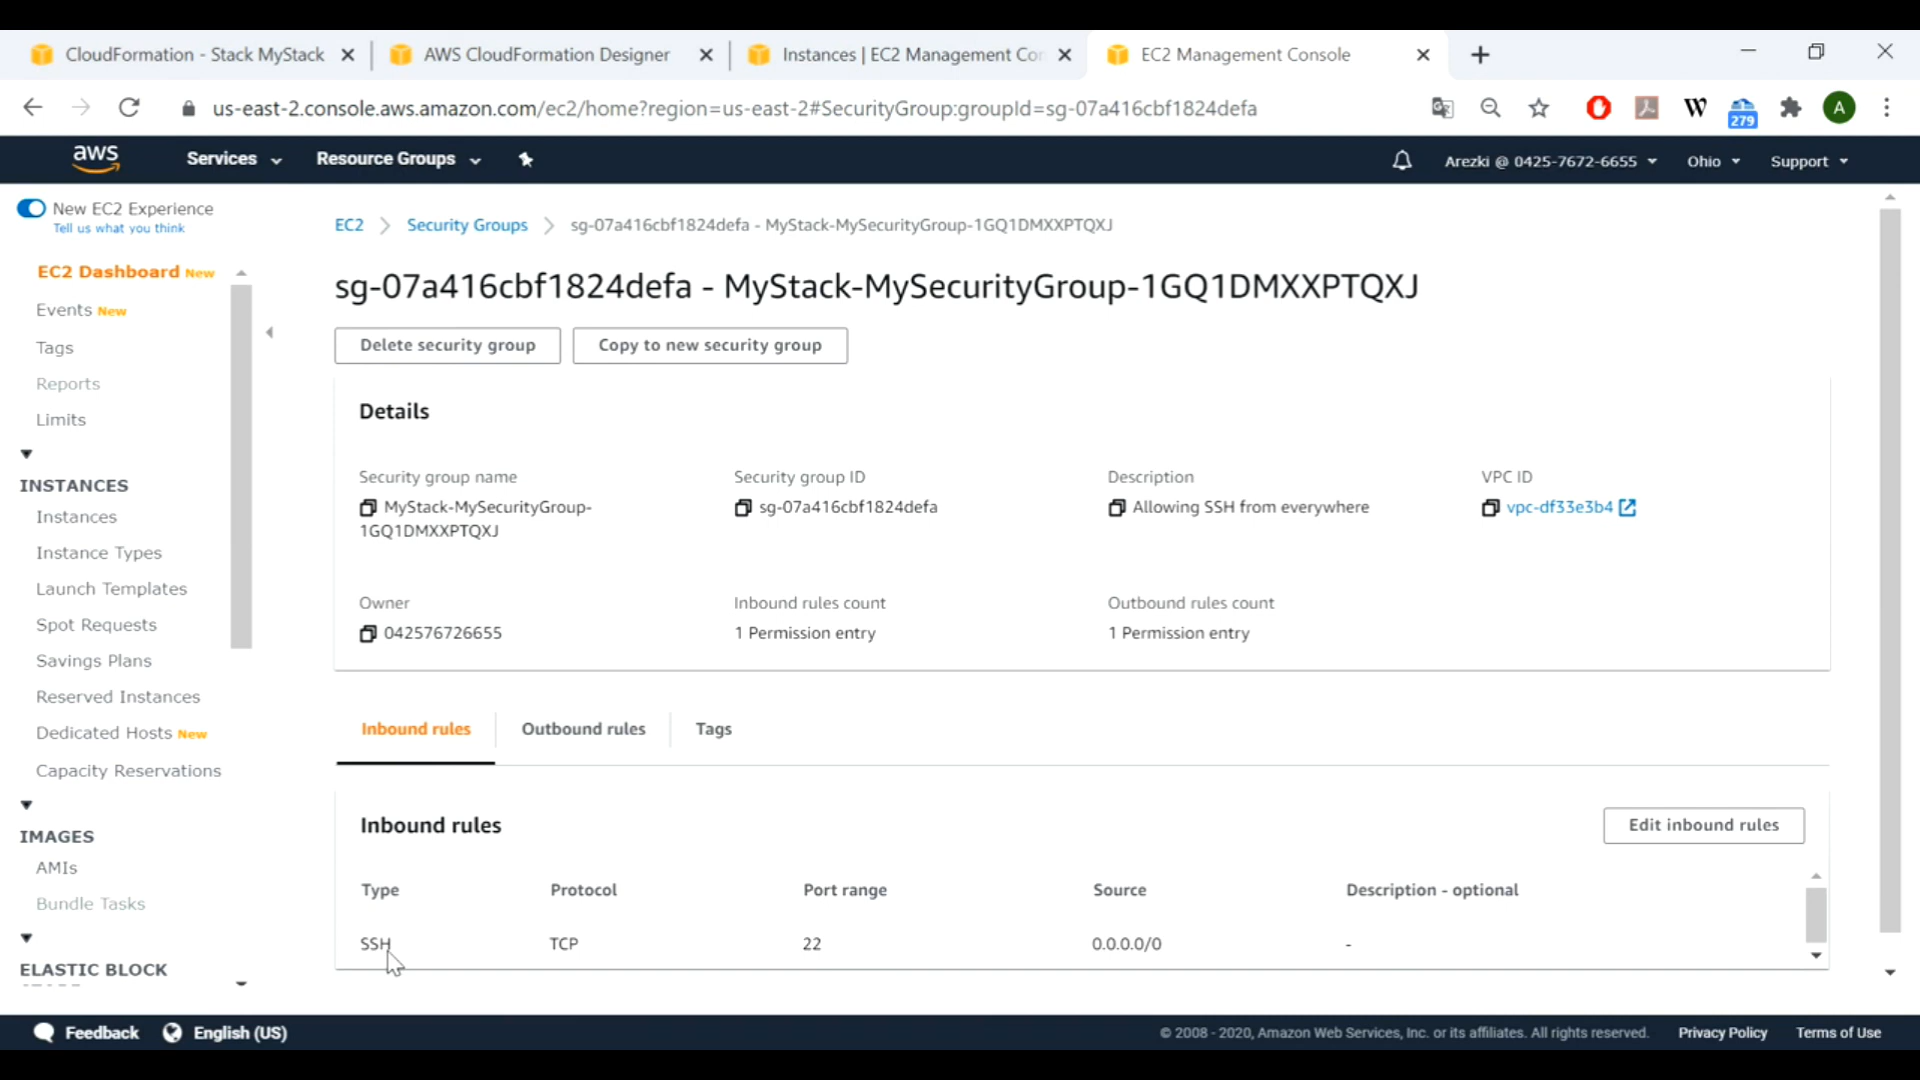 CloudFormation - Stack MyStack
AWS CloudFormation Designer
Instances | EC2 Management Cor
EC2 Management Console
us-east-2.console.aws.amazon.com/ec2/home?region=us-east-2#SecurityGroup:groupId=sg-07a416cbf1824defa
W
279
A
aws
Services
Resource Groups
Arezki @ 0425-7672-6655
Ohio
Support
New EC2 Experience
Tell us what you think
EC2 Dashboard New
Events New
Tags
Reports
Limits
INSTANCES
Instances
Instance Types
Launch Templates
Spot Requests
Savings Plans
Reserved Instances
Dedicated Hosts New
Capacity Reservations
IMAGES
AMIs
Bundle Tasks
ELASTIC BLOCK
EC2 > Security Groups > sg-07a416cbf1824defa - MyStack-MySecurityGroup-1GQ1DMXXPTQXJ
sg-07a416cbf1824defa - MyStack-MySecurityGroup-1GQ1DMXXPTQXJ
Delete security group
Copy to new security group
Details
Security group name
MyStack-MySecurityGroup-
1GQ1DMXXPTQXJ
Security group ID
sg-07a416cbf1824defa
Description
Allowing SSH from everywhere
VPC ID
vpc-df33e3b4
Owner
042576726655
Inbound rules count
1 Permission entry
Outbound rules count
1 Permission entry
Inbound rules
Outbound rules
Tags
Inbound rules
Edit inbound rules
Type Protocol Port range Source Description - optional
SSH TCP 22 0.0.0.0/0 -
Feedback
English (US)
© 2008 - 2020, Amazon Web Services, Inc. or its affiliates. All rights reserved.
Privacy Policy
Terms of Use